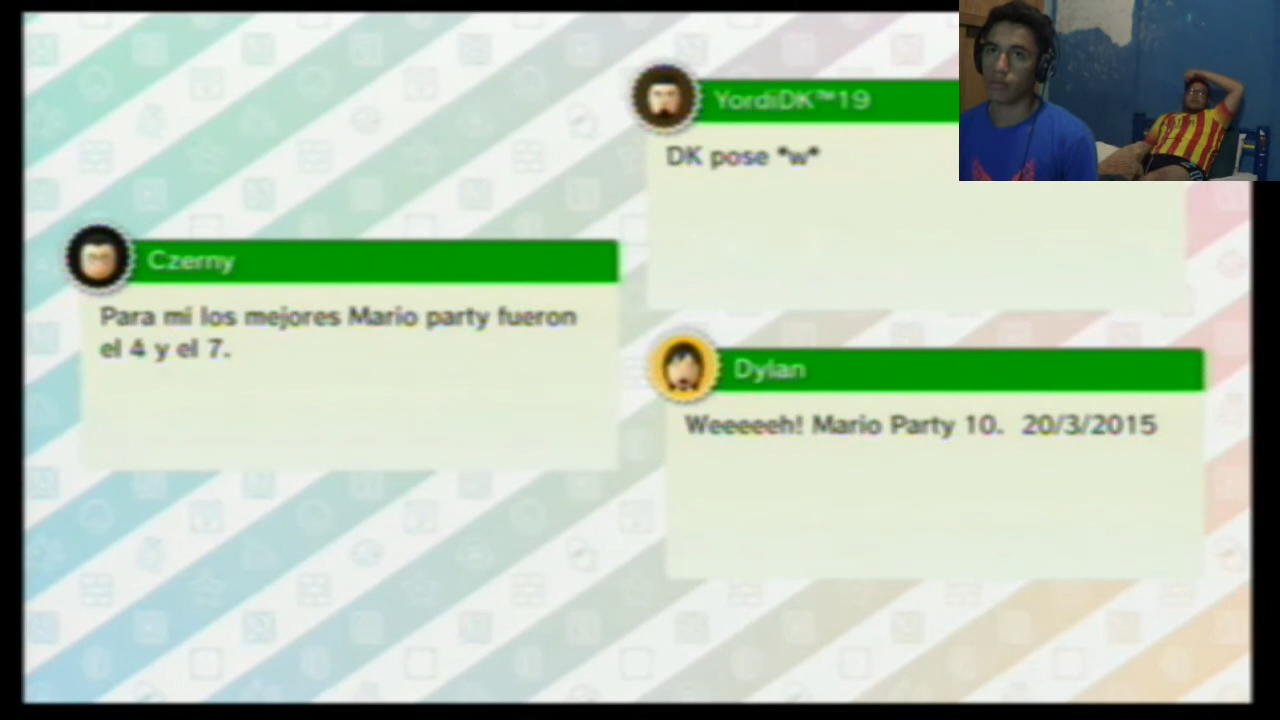 YordiDK™19
DK pose *w*
Czerny
Para mi los mejores Mario party fueron
el 4 y el 7.
Dylan
Weeeeeh! Mario Party 10. 20/3/2015